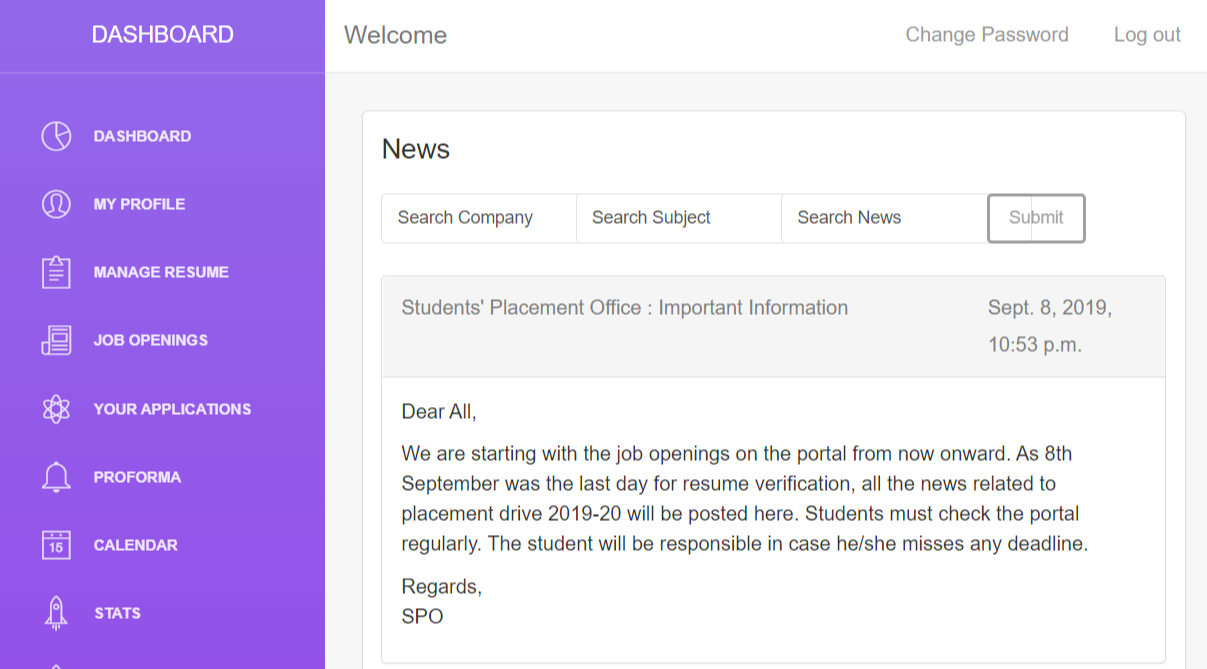 DASHBOARD
Welcome
Change Password
Log out
DASHBOARD
MY PROFILE
MANAGE RESUME
JOB OPENINGS
YOUR APPLICATIONS
PROFORMA
15
CALENDAR
STATS
News
Search Company
Search Subject
Search News
Submit
Students' Placement Office : Important Information
Sept. 8, 2019,
10:53 p.m.
Dear All,
We are starting with the job openings on the portal from now onward. As 8th
September was the last day for resume verification, all the news related to
placement drive 2019-20 will be posted here. Students must check the portal
regularly. The student will be responsible in case he/she misses any deadline.
Regards,
SPO